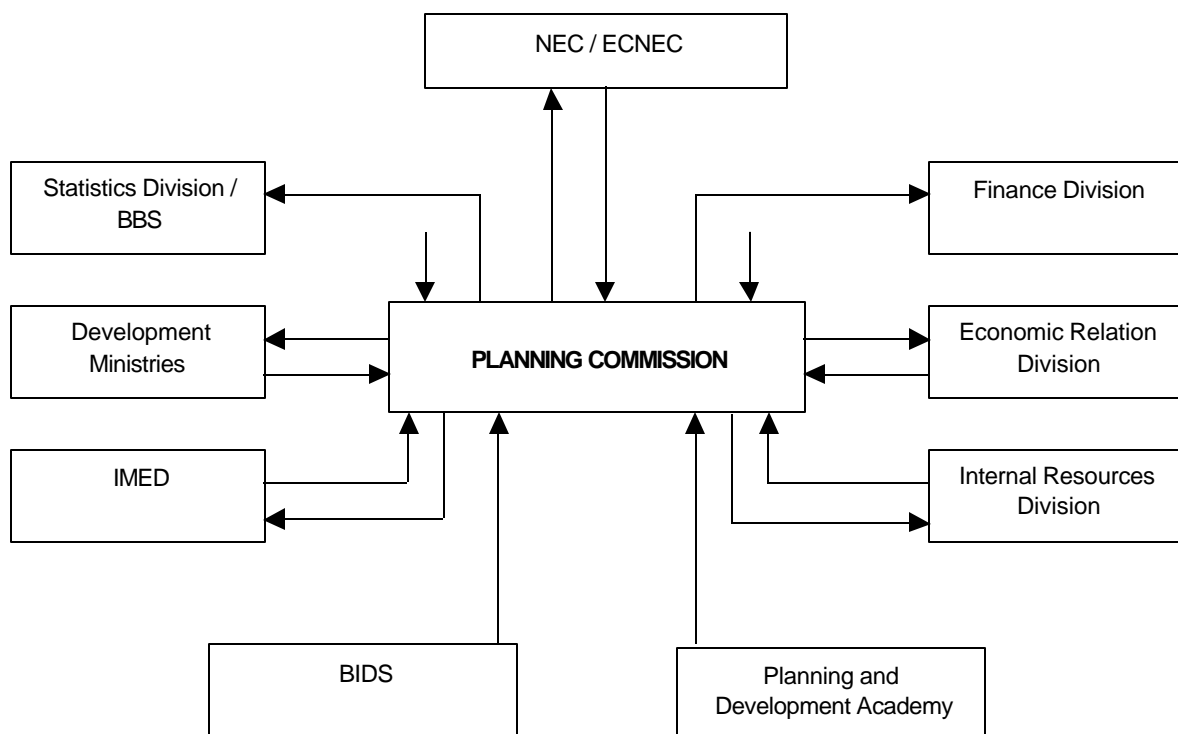 NEC / ECNEC
Statistics Division /
BBS
Finance Division
Development
Ministries
PLANNING COMMISSION
Economic Relation
Division
IMED
Internal Resources
Division
BIDS
Planning and
Development Academy